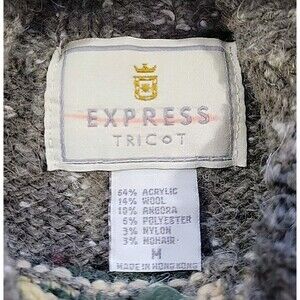 EXPRESS
TRICOT
64% ACRYLIC
14% WOOL
10% ANGORA
6% POLYESTER
3% NYLON
3% MOHAIR
M
MADE IN HONG KONG